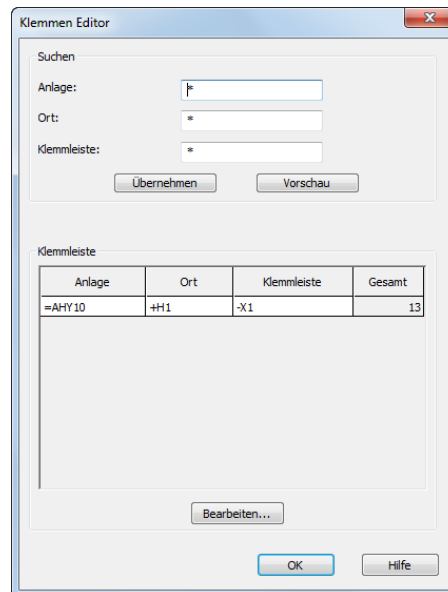 Klemmen Editor
Suchen
Anlage: *
Ort: *
Klemmleiste: *
Übernehmen Vorschau
Klemmleiste
Anlage Ort Klemmleiste Gesamt
=AHY10 +H1 -X1 13
Bearbeiten...
OK Hilfe